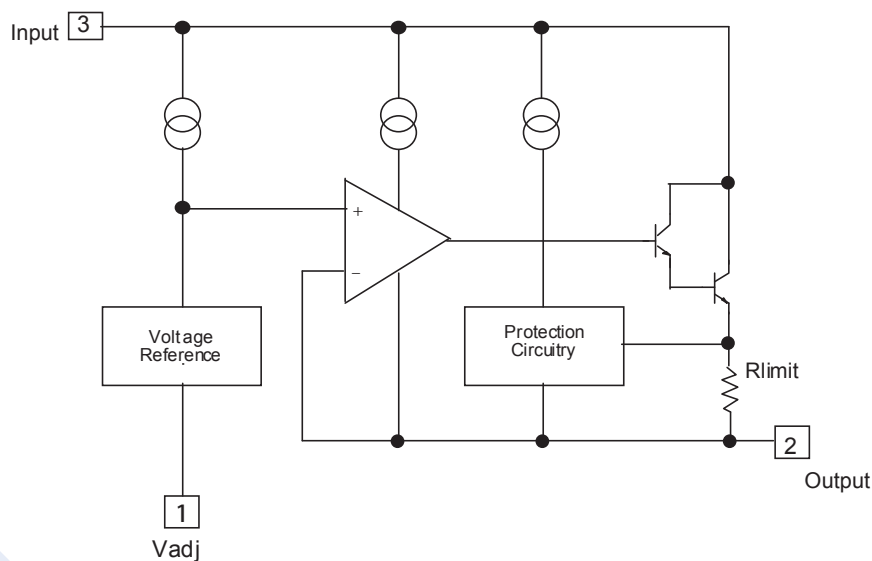 Input 3
+
−
Voltage
Reference
Protection
Circuitry
Rlimit
2
Output
1
Vadj